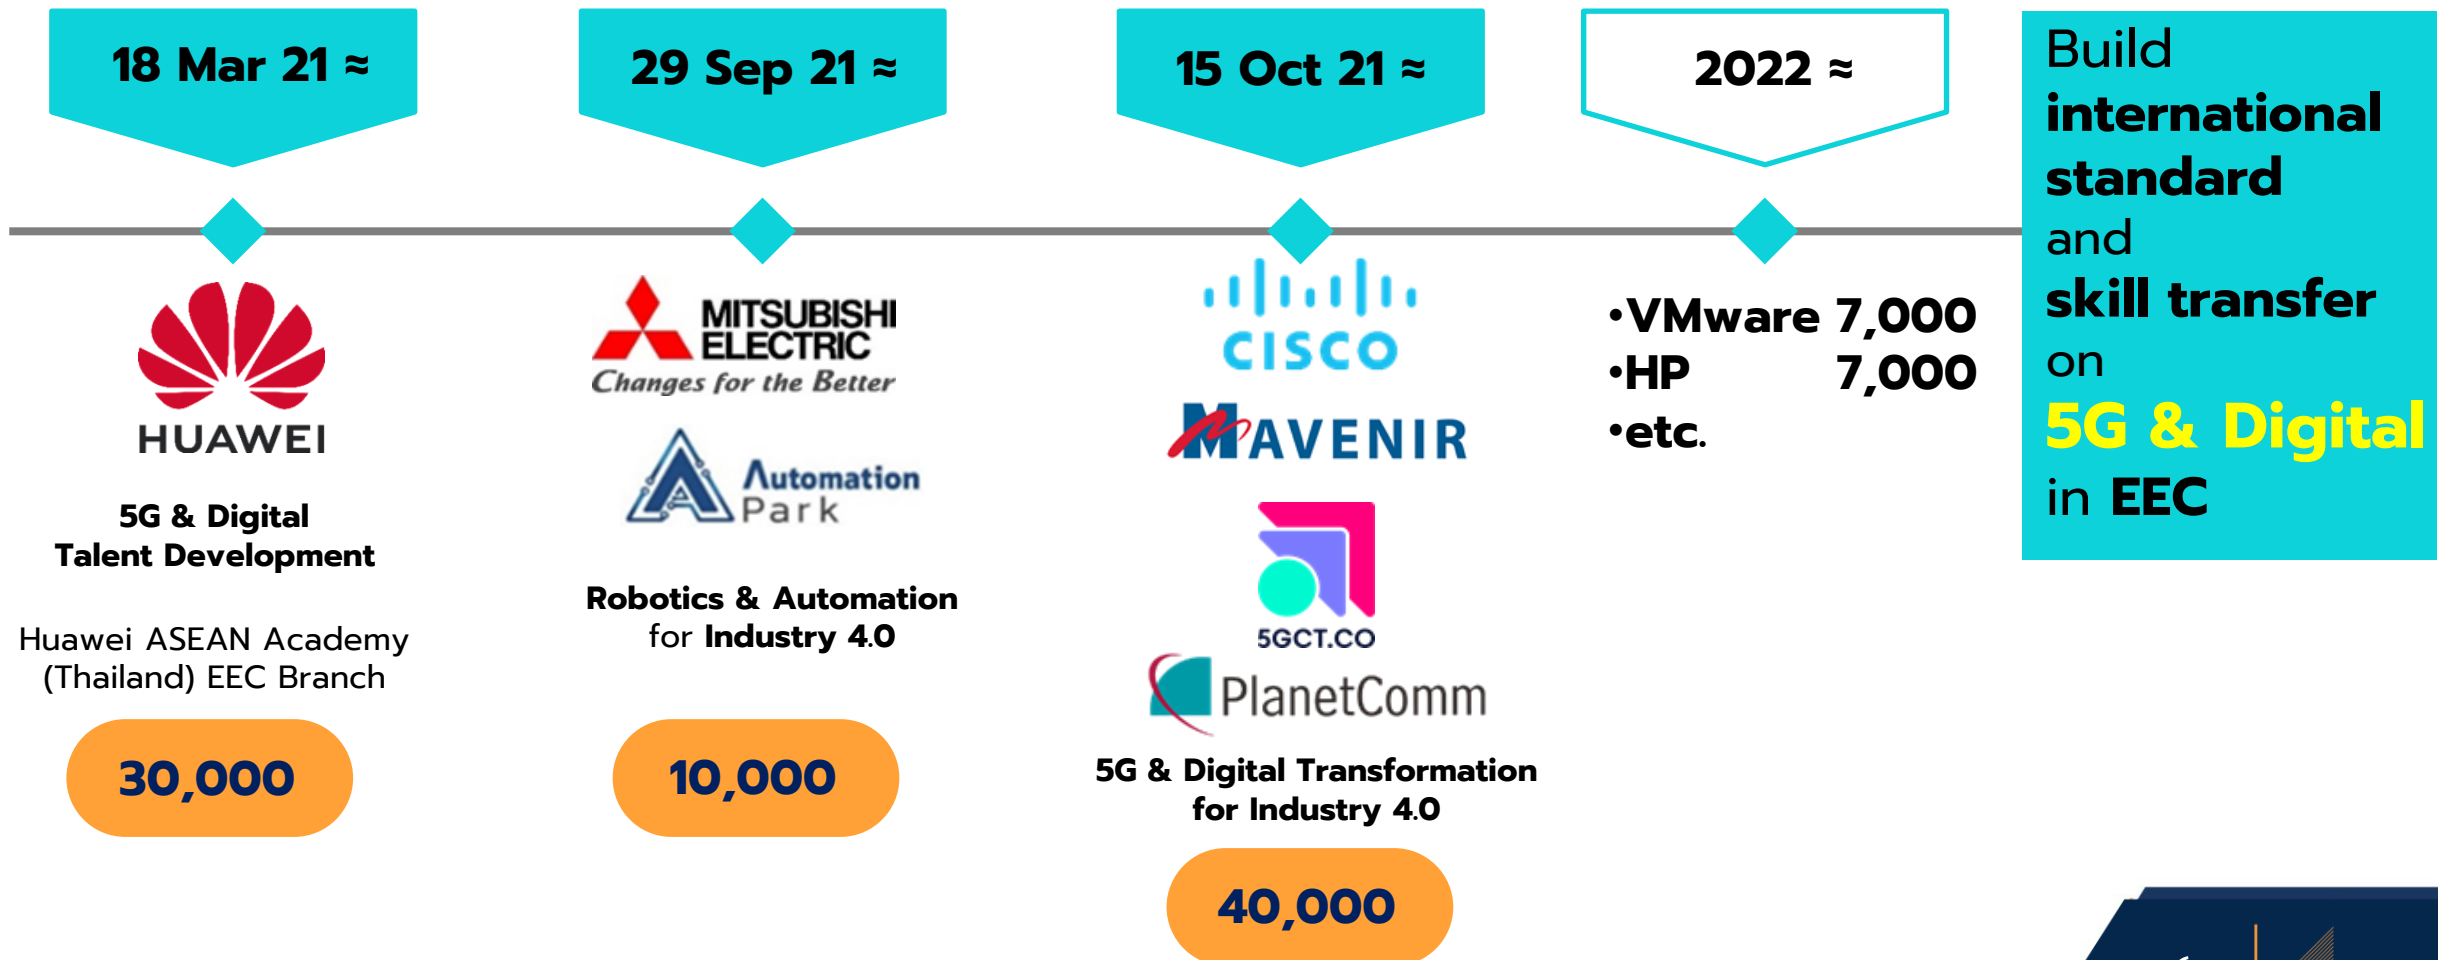 18 Mar 21 ≈
29 Sep 21 ≈
15 Oct 21 ≈
2022 ≈
HUAWEI
5G & Digital
Talent Development
Huawei ASEAN Academy
(Thailand) EEC Branch
30,000
MITSUBISHI
ELECTRIC
Changes for the Better
Automation
Park
Robotics & Automation
for Industry 4.0
10,000
CISCO
MAVENIR
5GCT.CO
PlanetComm
5G & Digital Transformation
for Industry 4.0
40,000
•VMware 7,000
•HP 7,000
•etc.
Build
international
standard
and
skill transfer
on
5G & Digital
in EEC